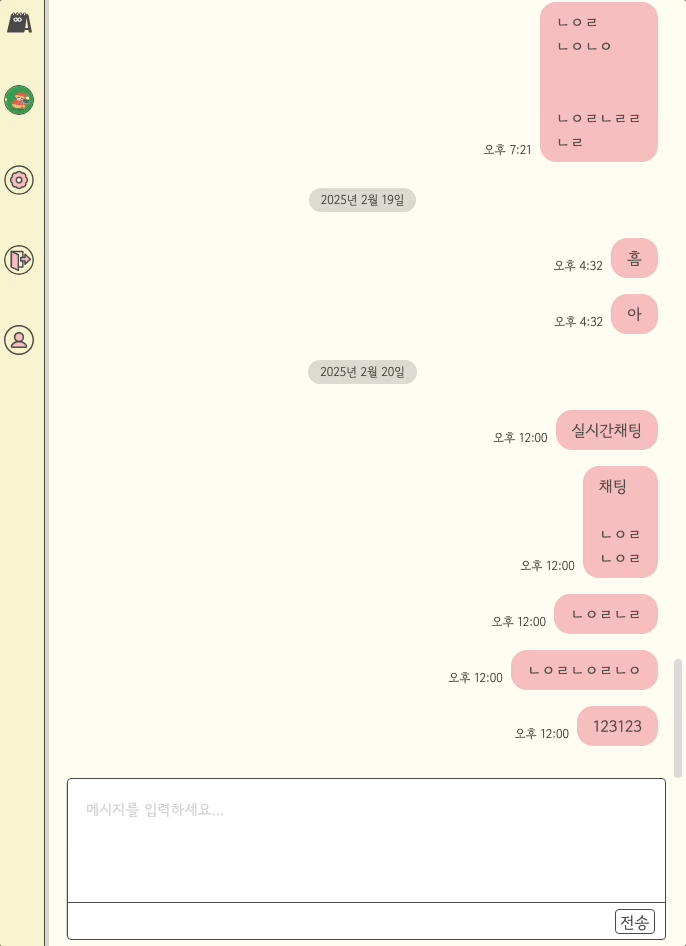 ㄴㅇㄹ
ㄴㅇㄴㅇ
ㄴㅇㄹㄴㄹㄹ
ㄴㄹ
오후 7:21
2025년 2월 19일
흠
오후 4:32
아
오후 4:32
2025년 2월 20일
실시간채팅
오후 12:00
채팅
ㄴㅇㄹ
ㄴㅇㄹ
오후 12:00
ㄴㅇㄹㄴㄹ
오후 12:00
ㄴㅇㄹㄴㅇㄹㄴㅇ
오후 12:00
123123
오후 12:00
메시지를 입력하세요...
전송